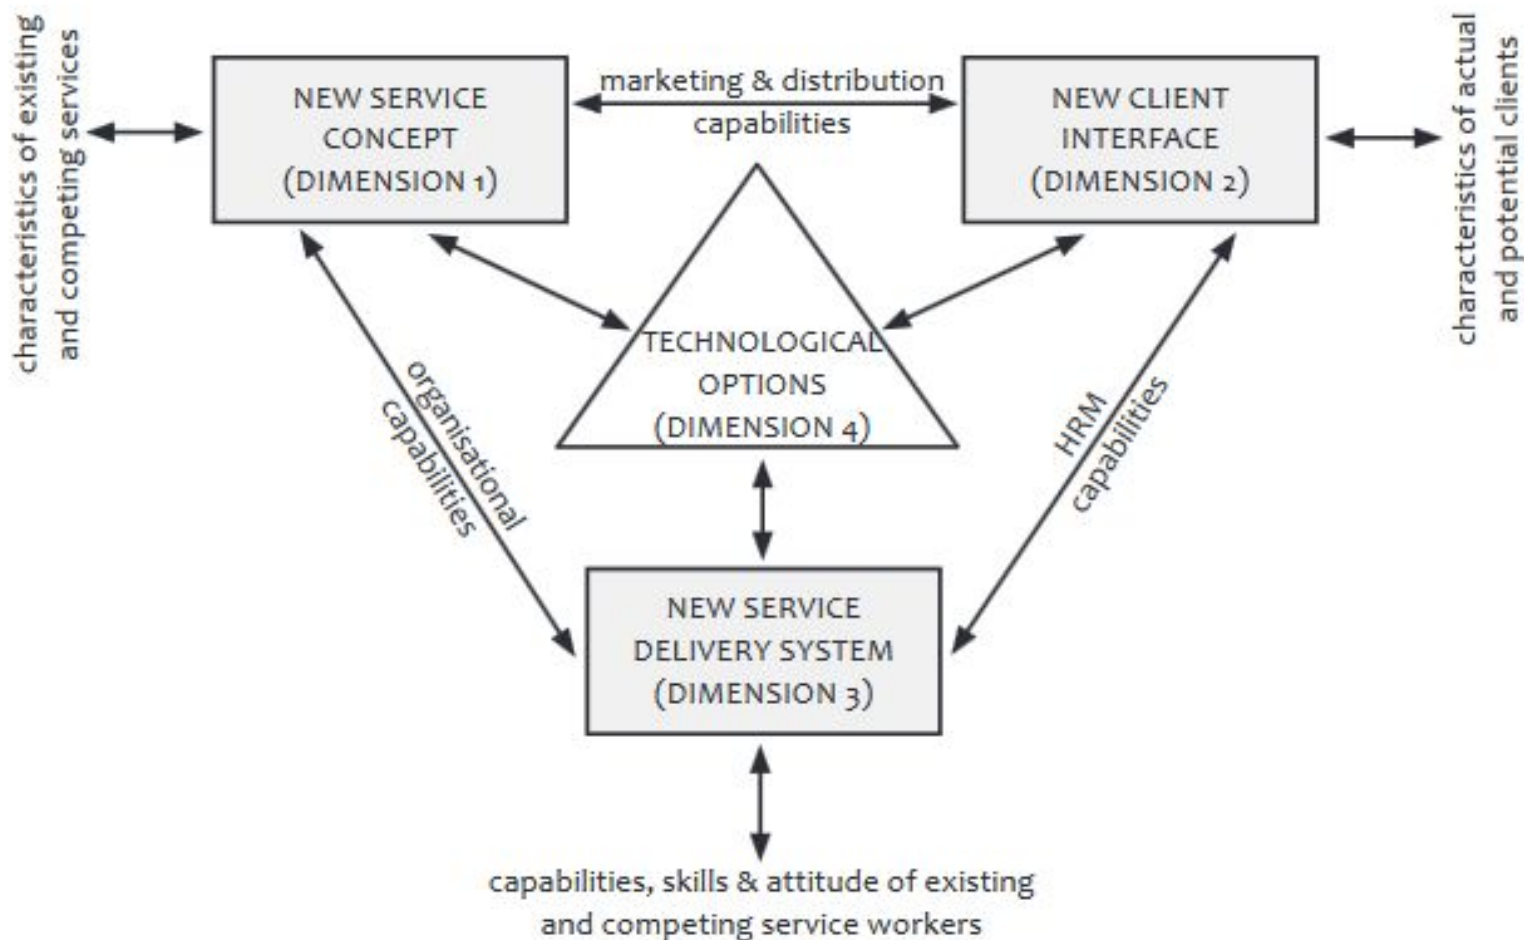 characteristics of existing
and competing services
NEW SERVICE
CONCEPT
(DIMENSION 1)
marketing & distribution
capabilities
NEW CLIENT
INTERFACE
(DIMENSION 2)
characteristics of actual
and potential clients
TECHNOLOGICAL
OPTIONS
(DIMENSION 4)
organisational
capabilities
HRM
capabilities
NEW SERVICE
DELIVERY SYSTEM
(DIMENSION 3)
capabilities, skills & attitude of existing
and competing service workers